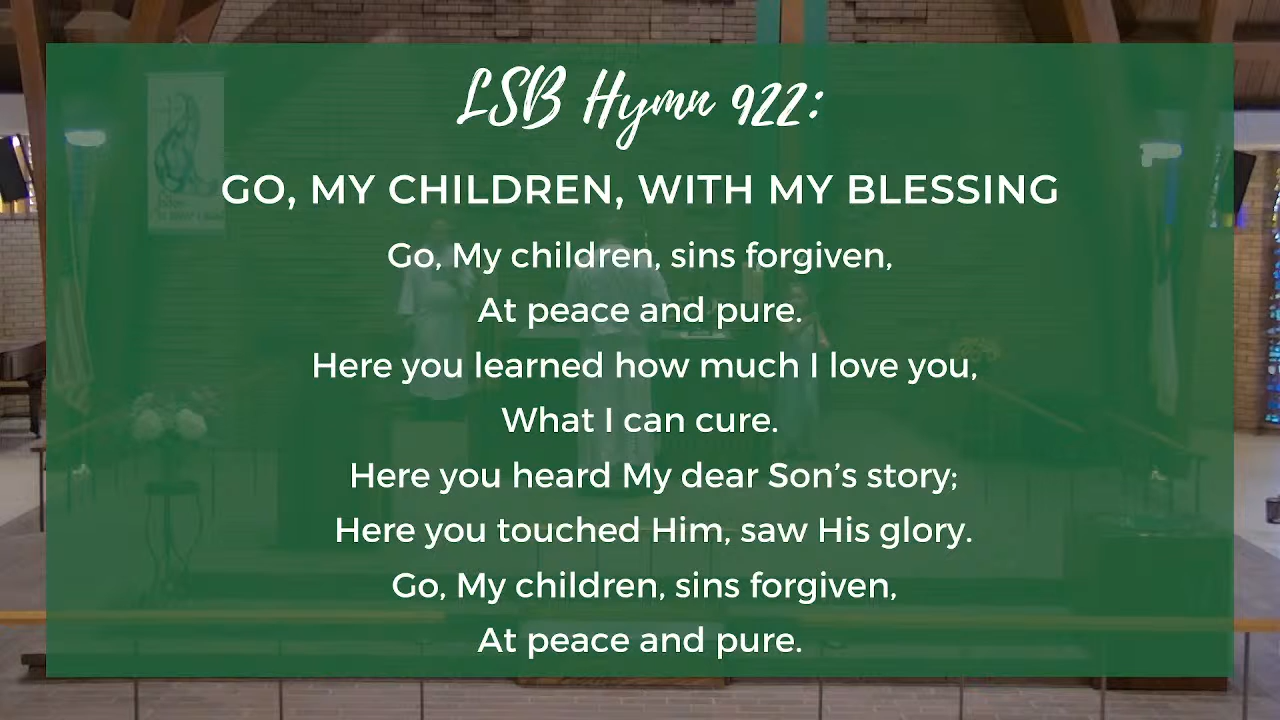 LSB Hymn 922:
GO, MY CHILDREN, WITH MY BLESSING
Go, My children, sins forgiven,
At peace and pure.
Here you learned how much I love you,
What I can cure.
Here you heard My dear Son’s story;
Here you touched Him, saw His glory.
Go, My children, sins forgiven,
At peace and pure.